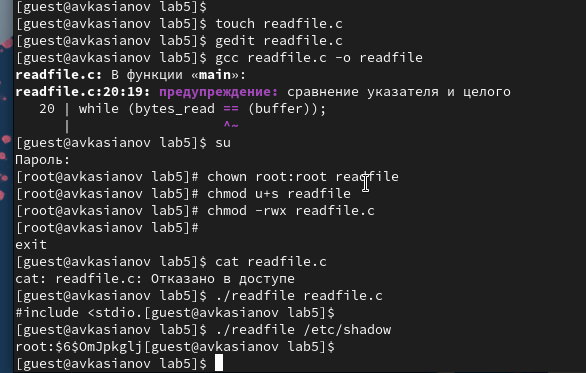 [guest@avkasianov lab5]$
[guest@avkasianov lab5]$ touch readfile.c
[guest@avkasianov lab5]$ gedit readfile.c
[guest@avkasianov lab5]$ gcc readfile.c -o readfile
readfile.c: В функции «main»:
readfile.c:20:19: предупреждение: сравнение указателя и целого
   20 | while (bytes_read == (buffer));
      |                   ^~
[guest@avkasianov lab5]$ su
Пароль:
[root@avkasianov lab5]# chown root:root readfile
[root@avkasianov lab5]# chmod u+s readfile
[root@avkasianov lab5]# chmod -rwx readfile.c
[root@avkasianov lab5]#
exit
[guest@avkasianov lab5]$ cat readfile.c
cat: readfile.c: Отказано в доступе
[guest@avkasianov lab5]$ ./readfile readfile.c
#include <stdio.[guest@avkasianov lab5]$
[guest@avkasianov lab5]$ ./readfile /etc/shadow
root:$6$OmJpkglj[guest@avkasianov lab5]$
[guest@avkasianov lab5]$